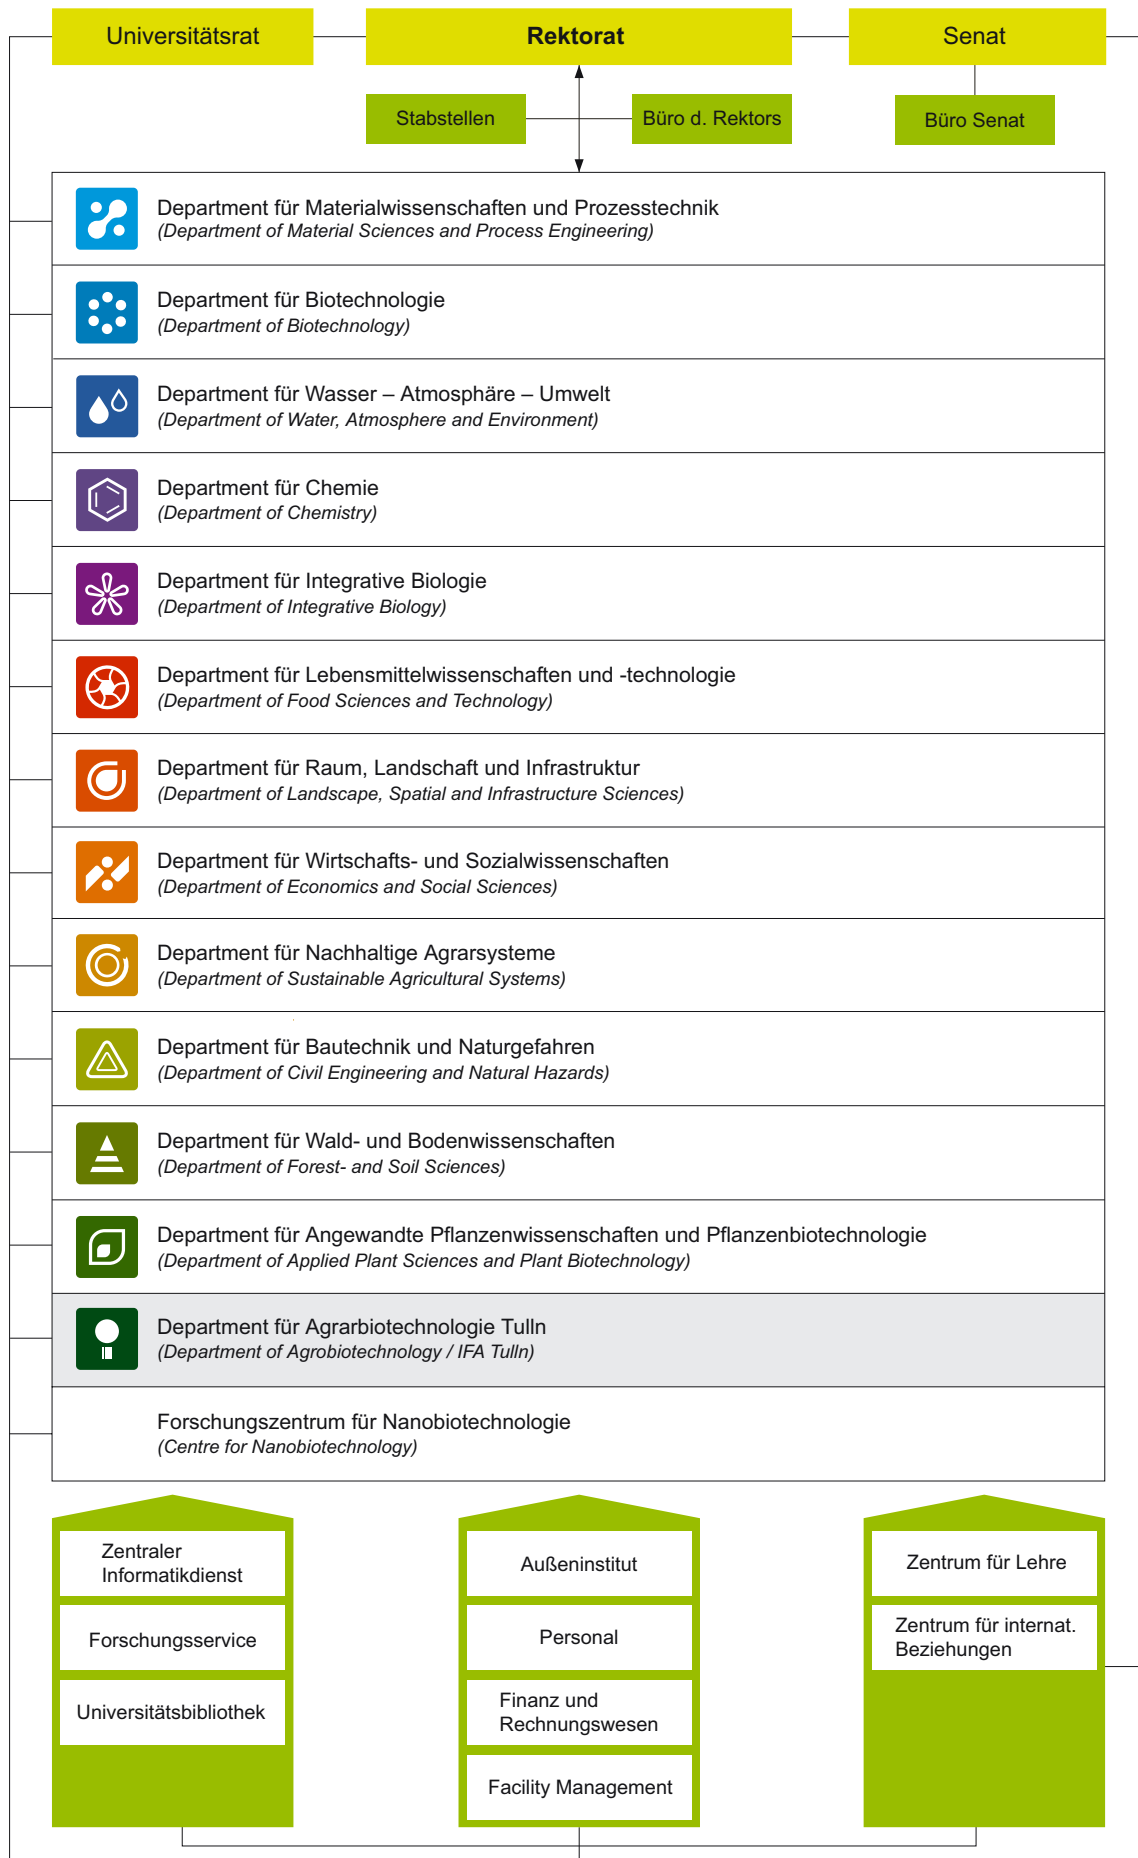 Universitätsrat
Rektorat
Senat
Stabstellen
Büro d. Rektors
Büro Senat
Department für Materialwissenschaften und Prozesstechnik
(Department of Material Sciences and Process Engineering)
Department für Biotechnologie
(Department of Biotechnology)
Department für Wasser – Atmosphäre – Umwelt
(Department of Water, Atmosphere and Environment)
Department für Chemie
(Department of Chemistry)
Department für Integrative Biologie
(Department of Integrative Biology)
Department für Lebensmittelwissenschaften und -technologie
(Department of Food Sciences and Technology)
Department für Raum, Landschaft und Infrastruktur
(Department of Landscape, Spatial and Infrastructure Sciences)
Department für Wirtschafts- und Sozialwissenschaften
(Department of Economics and Social Sciences)
Department für Nachhaltige Agrarsysteme
(Department of Sustainable Agricultural Systems)
Department für Bautechnik und Naturgefahren
(Department of Civil Engineering and Natural Hazards)
Department für Wald- und Bodenwissenschaften
(Department of Forest- and Soil Sciences)
Department für Angewandte Pflanzenwissenschaften und Pflanzenbiotechnologie
(Department of Applied Plant Sciences and Plant Biotechnology)
Department für Agrarbiotechnologie Tulln
(Department of Agrobiotechnology / IFA Tulln)
Forschungszentrum für Nanobiotechnologie
(Centre for Nanobiotechnology)
Zentraler
Informatikdienst
Forschungsservice
Universitätsbibliothek
Außeninstitut
Personal
Finanz und
Rechnungswesen
Facility Management
Zentrum für Lehre
Zentrum für internat.
Beziehungen